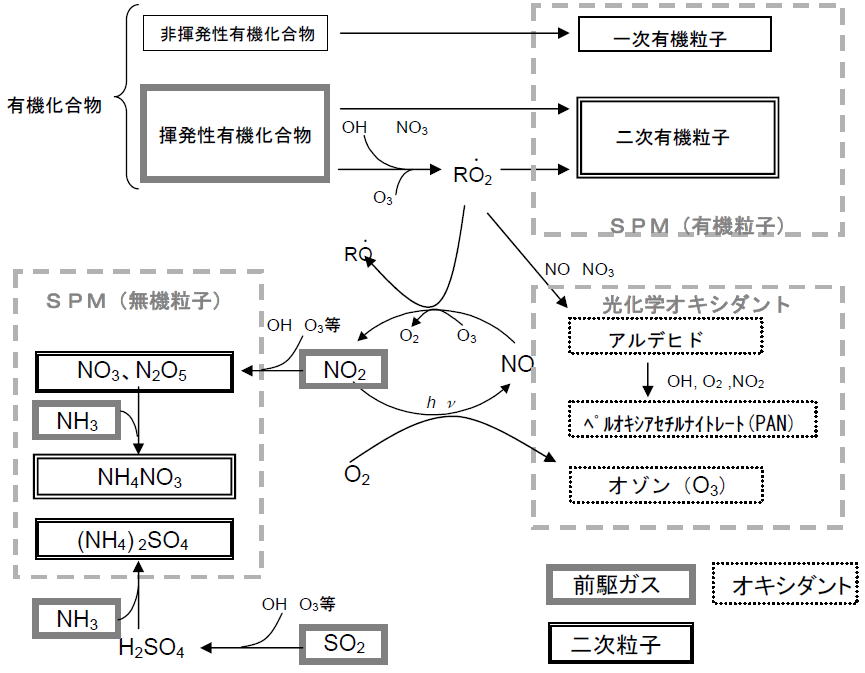 非揮発性有機化合物
一次有機粒子
有機化合物
揮発性有機化合物
OH NO3
O3
RȮ2
二次有機粒子
SPM（有機粒子）
RȮ
NO NO3
SPM（無機粒子）
光化学オキシダント
OH O3等
O2 O3
アルデヒド
NO3、N2O5
NO2
NO
OH, O2 ,NO2
NH3
hν
ﾍﾟﾙｵｷｼｱｾﾁﾙﾅｲﾄﾚｰﾄ(PAN)
NH4NO3
O2
オゾン（O3）
(NH4)2SO4
前駆ガス
オキシダント
NH3
OH O3等
H2SO4
SO2
二次粒子